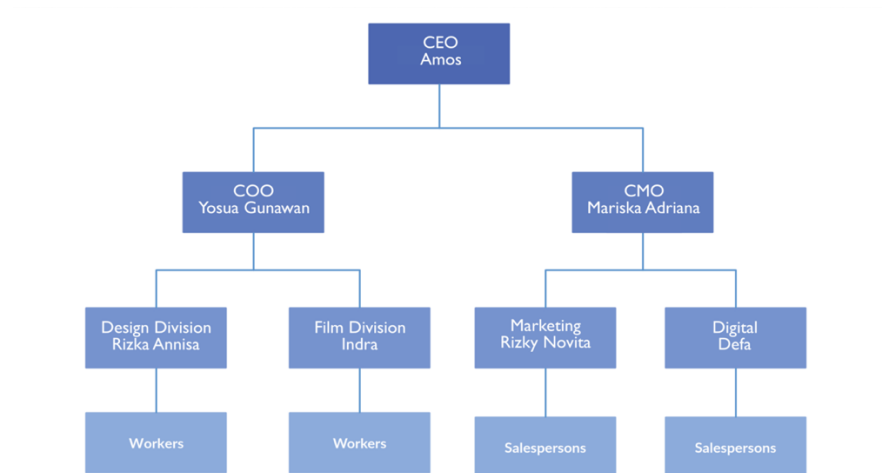 CEO
Amos
COO
Yosua Gunawan
CMO
Mariska Adriana
Design Division
Rizka Annisa
Film Division
Indra
Marketing
Rizky Novita
Digital
Defa
Workers
Workers
Salespersons
Salespersons